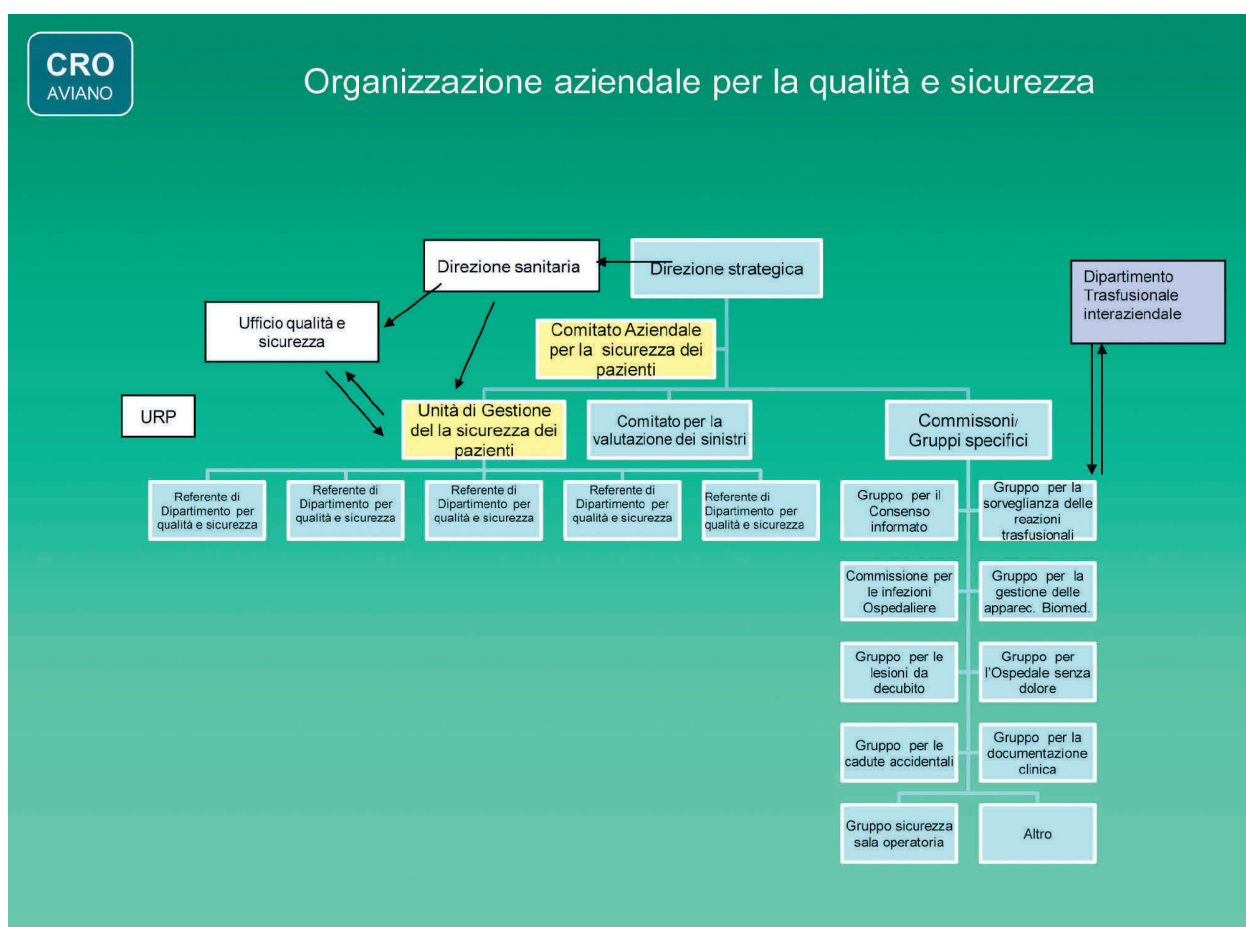 CRO
AVIANO
Organizzazione aziendale per la qualità e sicurezza
Direzione sanitaria
Direzione strategica
Dipartimento
Trasfusionale
interaziendale
Ufficio qualità e
sicurezza
Comitato Aziendale
per la sicurezza dei
pazienti
URP
Unità di Gestione
del la sicurezza dei
pazienti
Comitato per la
valutazione dei sinistri
Commissoni/
Gruppi specifici
Referente di
Dipartimento per
qualità e sicurezza
Referente di
Dipartimento per
qualità e sicurezza
Referente di
Dipartimento per
qualità e sicurezza
Referente di
Dipartimento per
qualità e sicurezza
Referente di
Dipartimento per
qualità e sicurezza
Gruppo per il
Consenso
informato
Gruppo per la
sorveglianza delle
reazioni
trasfusionali
Commissione per
le infezioni
Ospedaliere
Gruppo per la
gestione delle
apparec. Biomed.
Gruppo per le
lesioni da
decubito
Gruppo per
l'Ospedale senza
dolore
Gruppo per le
cadute accidentali
Gruppo per la
documentazione
clinica
Gruppo sicurezza
sala operatoria
Altro